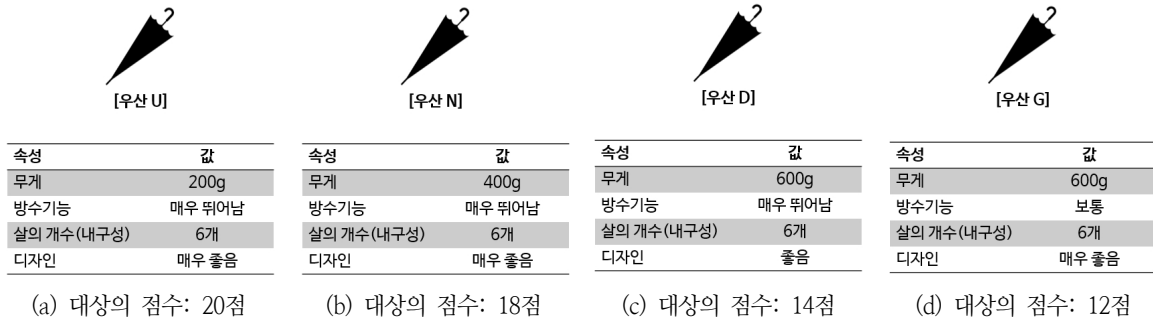 [우산 U]
속성 값
무게 200g
방수기능 매우 뛰어남
살의 개수(내구성) 6개
디자인 매우 좋음
(a) 대상의 점수: 20점
[우산 N]
속성 값
무게 400g
방수기능 매우 뛰어남
살의 개수(내구성) 6개
디자인 매우 좋음
(b) 대상의 점수: 18점
[우산 D]
속성 값
무게 600g
방수기능 매우 뛰어남
살의 개수(내구성) 6개
디자인 좋음
(c) 대상의 점수: 14점
[우산 G]
속성 값
무게 600g
방수기능 보통
살의 개수(내구성) 6개
디자인 매우 좋음
(d) 대상의 점수: 12점